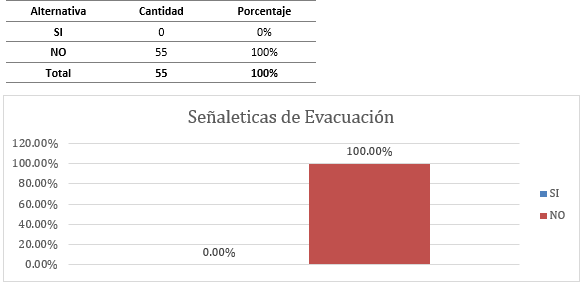 Alternativa Cantidad Porcentaje
SI 0 0%
NO 55 100%
Total 55 100%
Señaleticas de Evacuación
120.00%
100.00%
80.00%
60.00%
40.00%
20.00%
0.00%
0.00%
100.00%
SI
NO